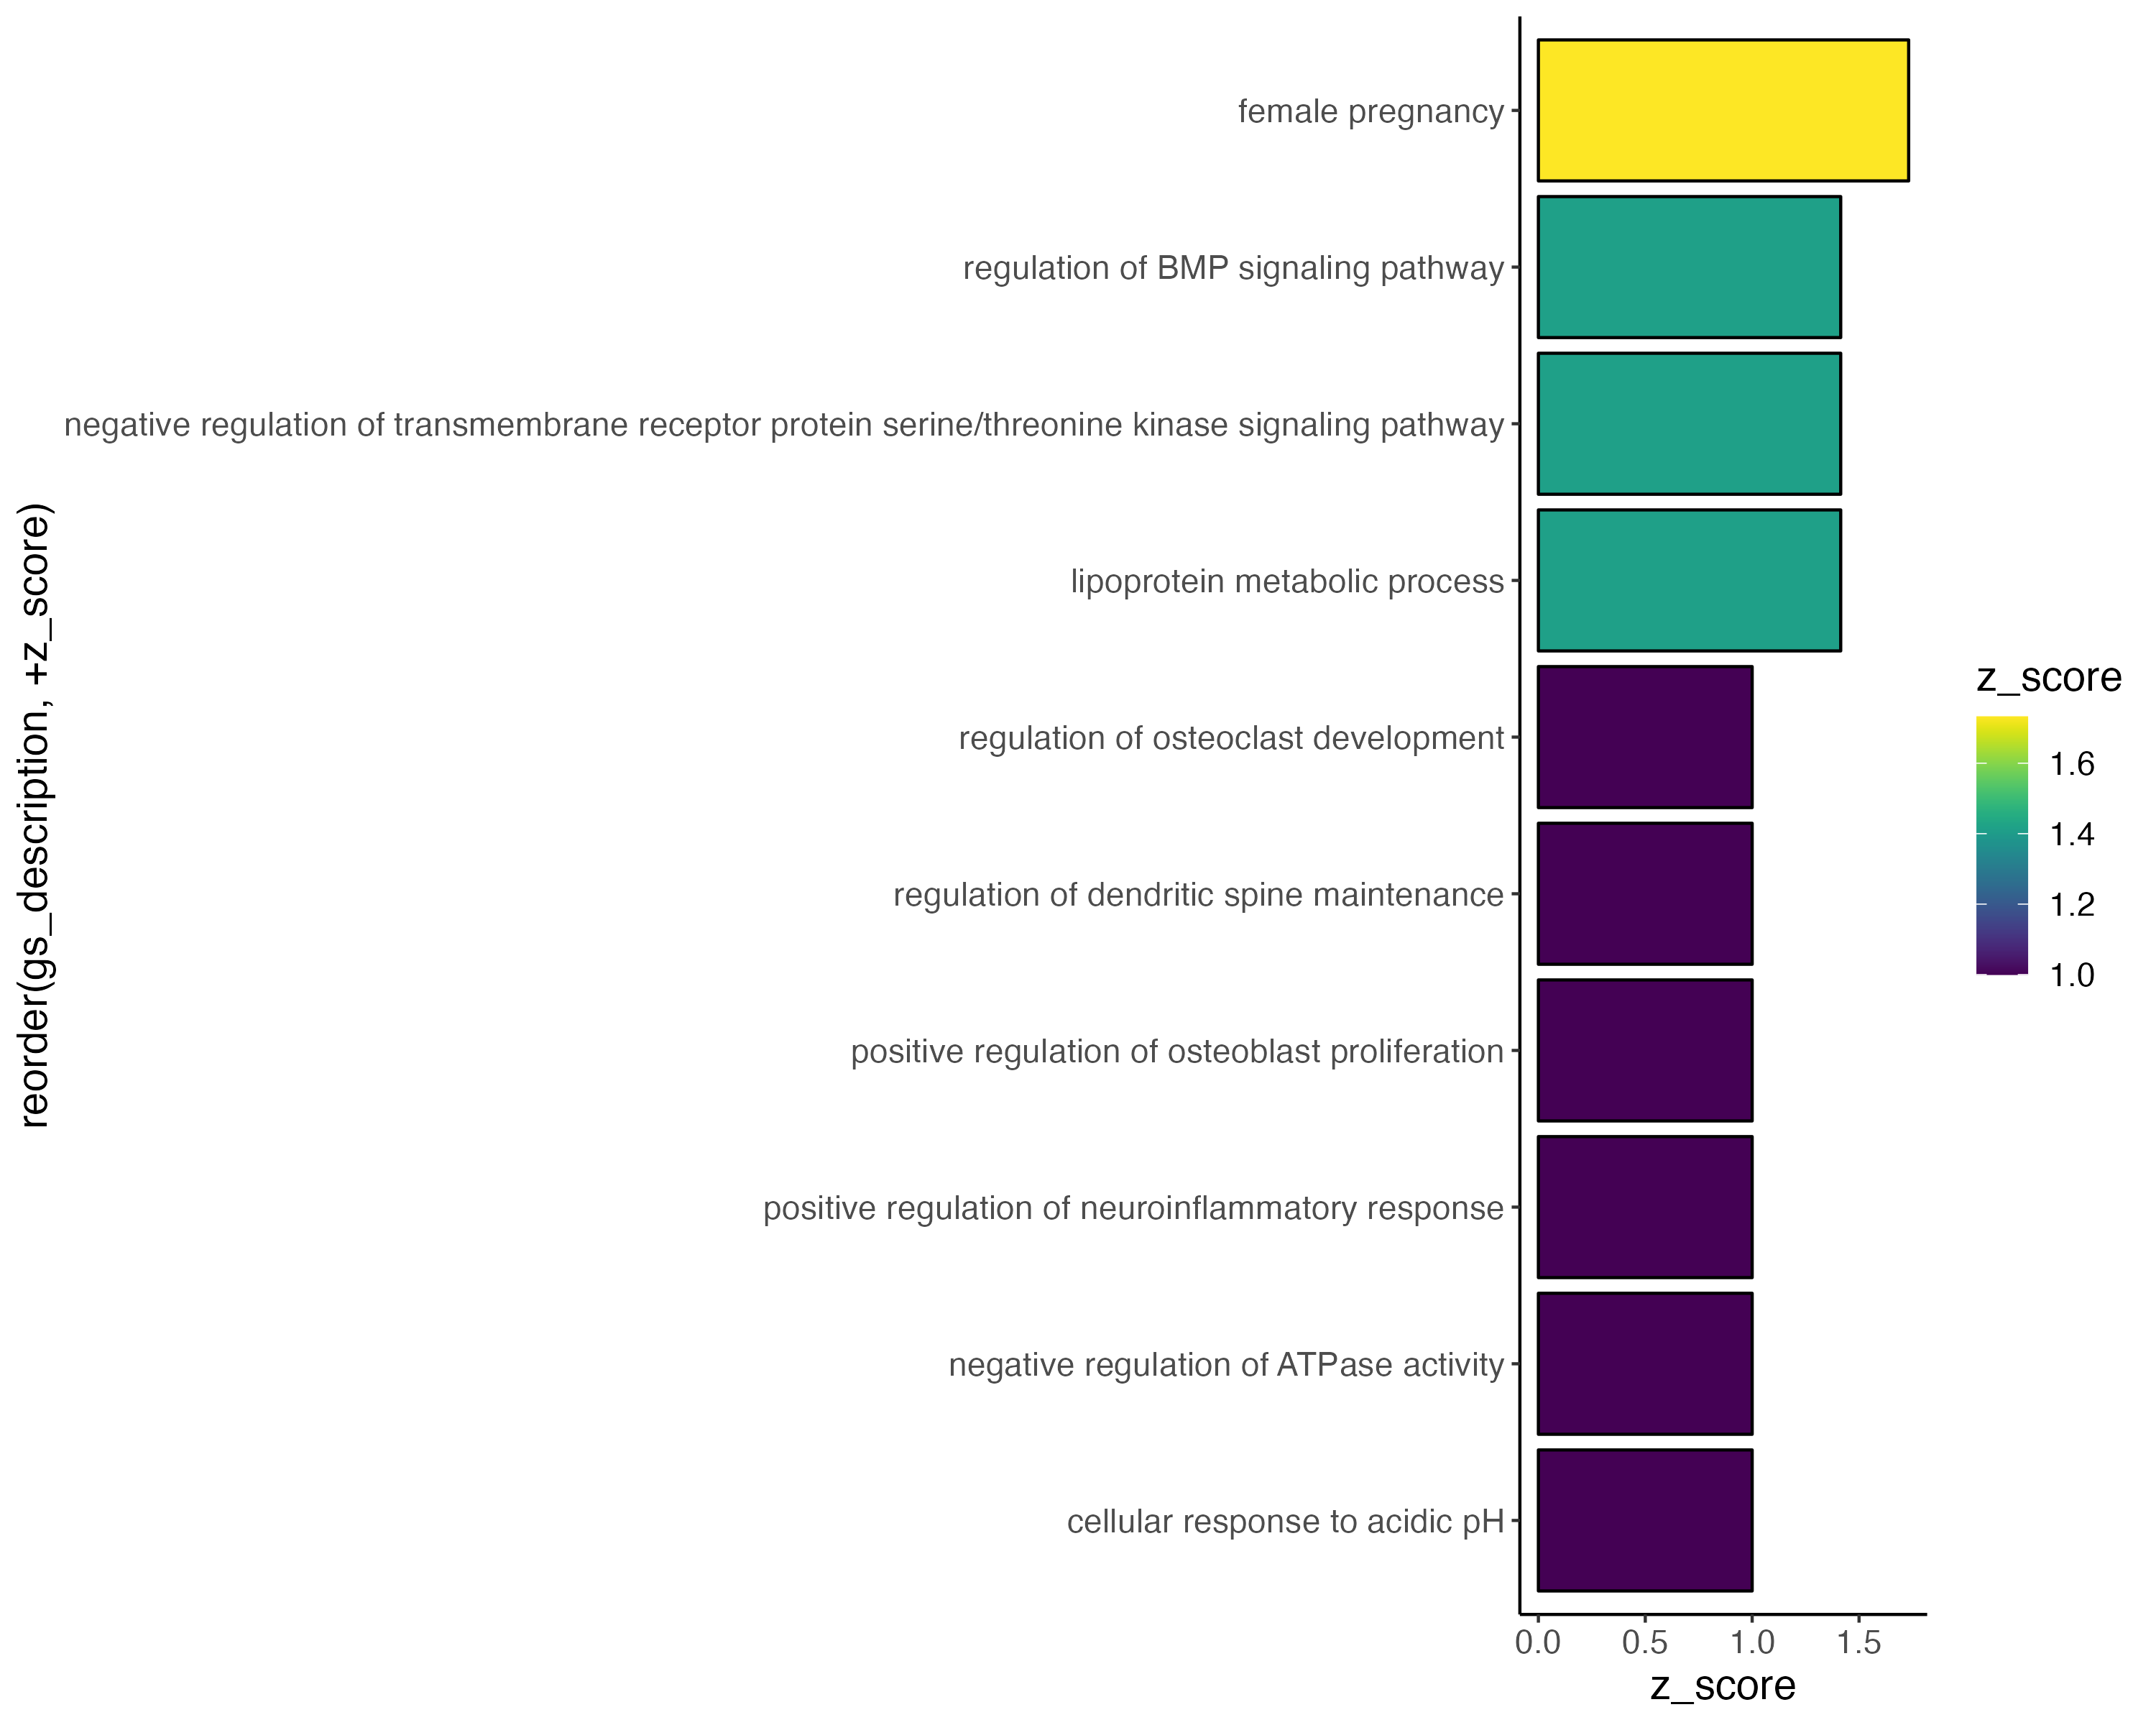 female pregnancy
regulation of BMP signaling pathway
negative regulation of transmembrane receptor protein serine/threonine kinase signaling pathway
lipoprotein metabolic process
regulation of osteoclast development
regulation of dendritic spine maintenance
positive regulation of osteoblast proliferation
positive regulation of neuroinflammatory response
negative regulation of ATPase activity
cellular response to acidic pH
reorder(gs_description, +z_score)
0.0 0.5 1.0 1.5
z_score
z_score
1.6
1.4
1.2
1.0